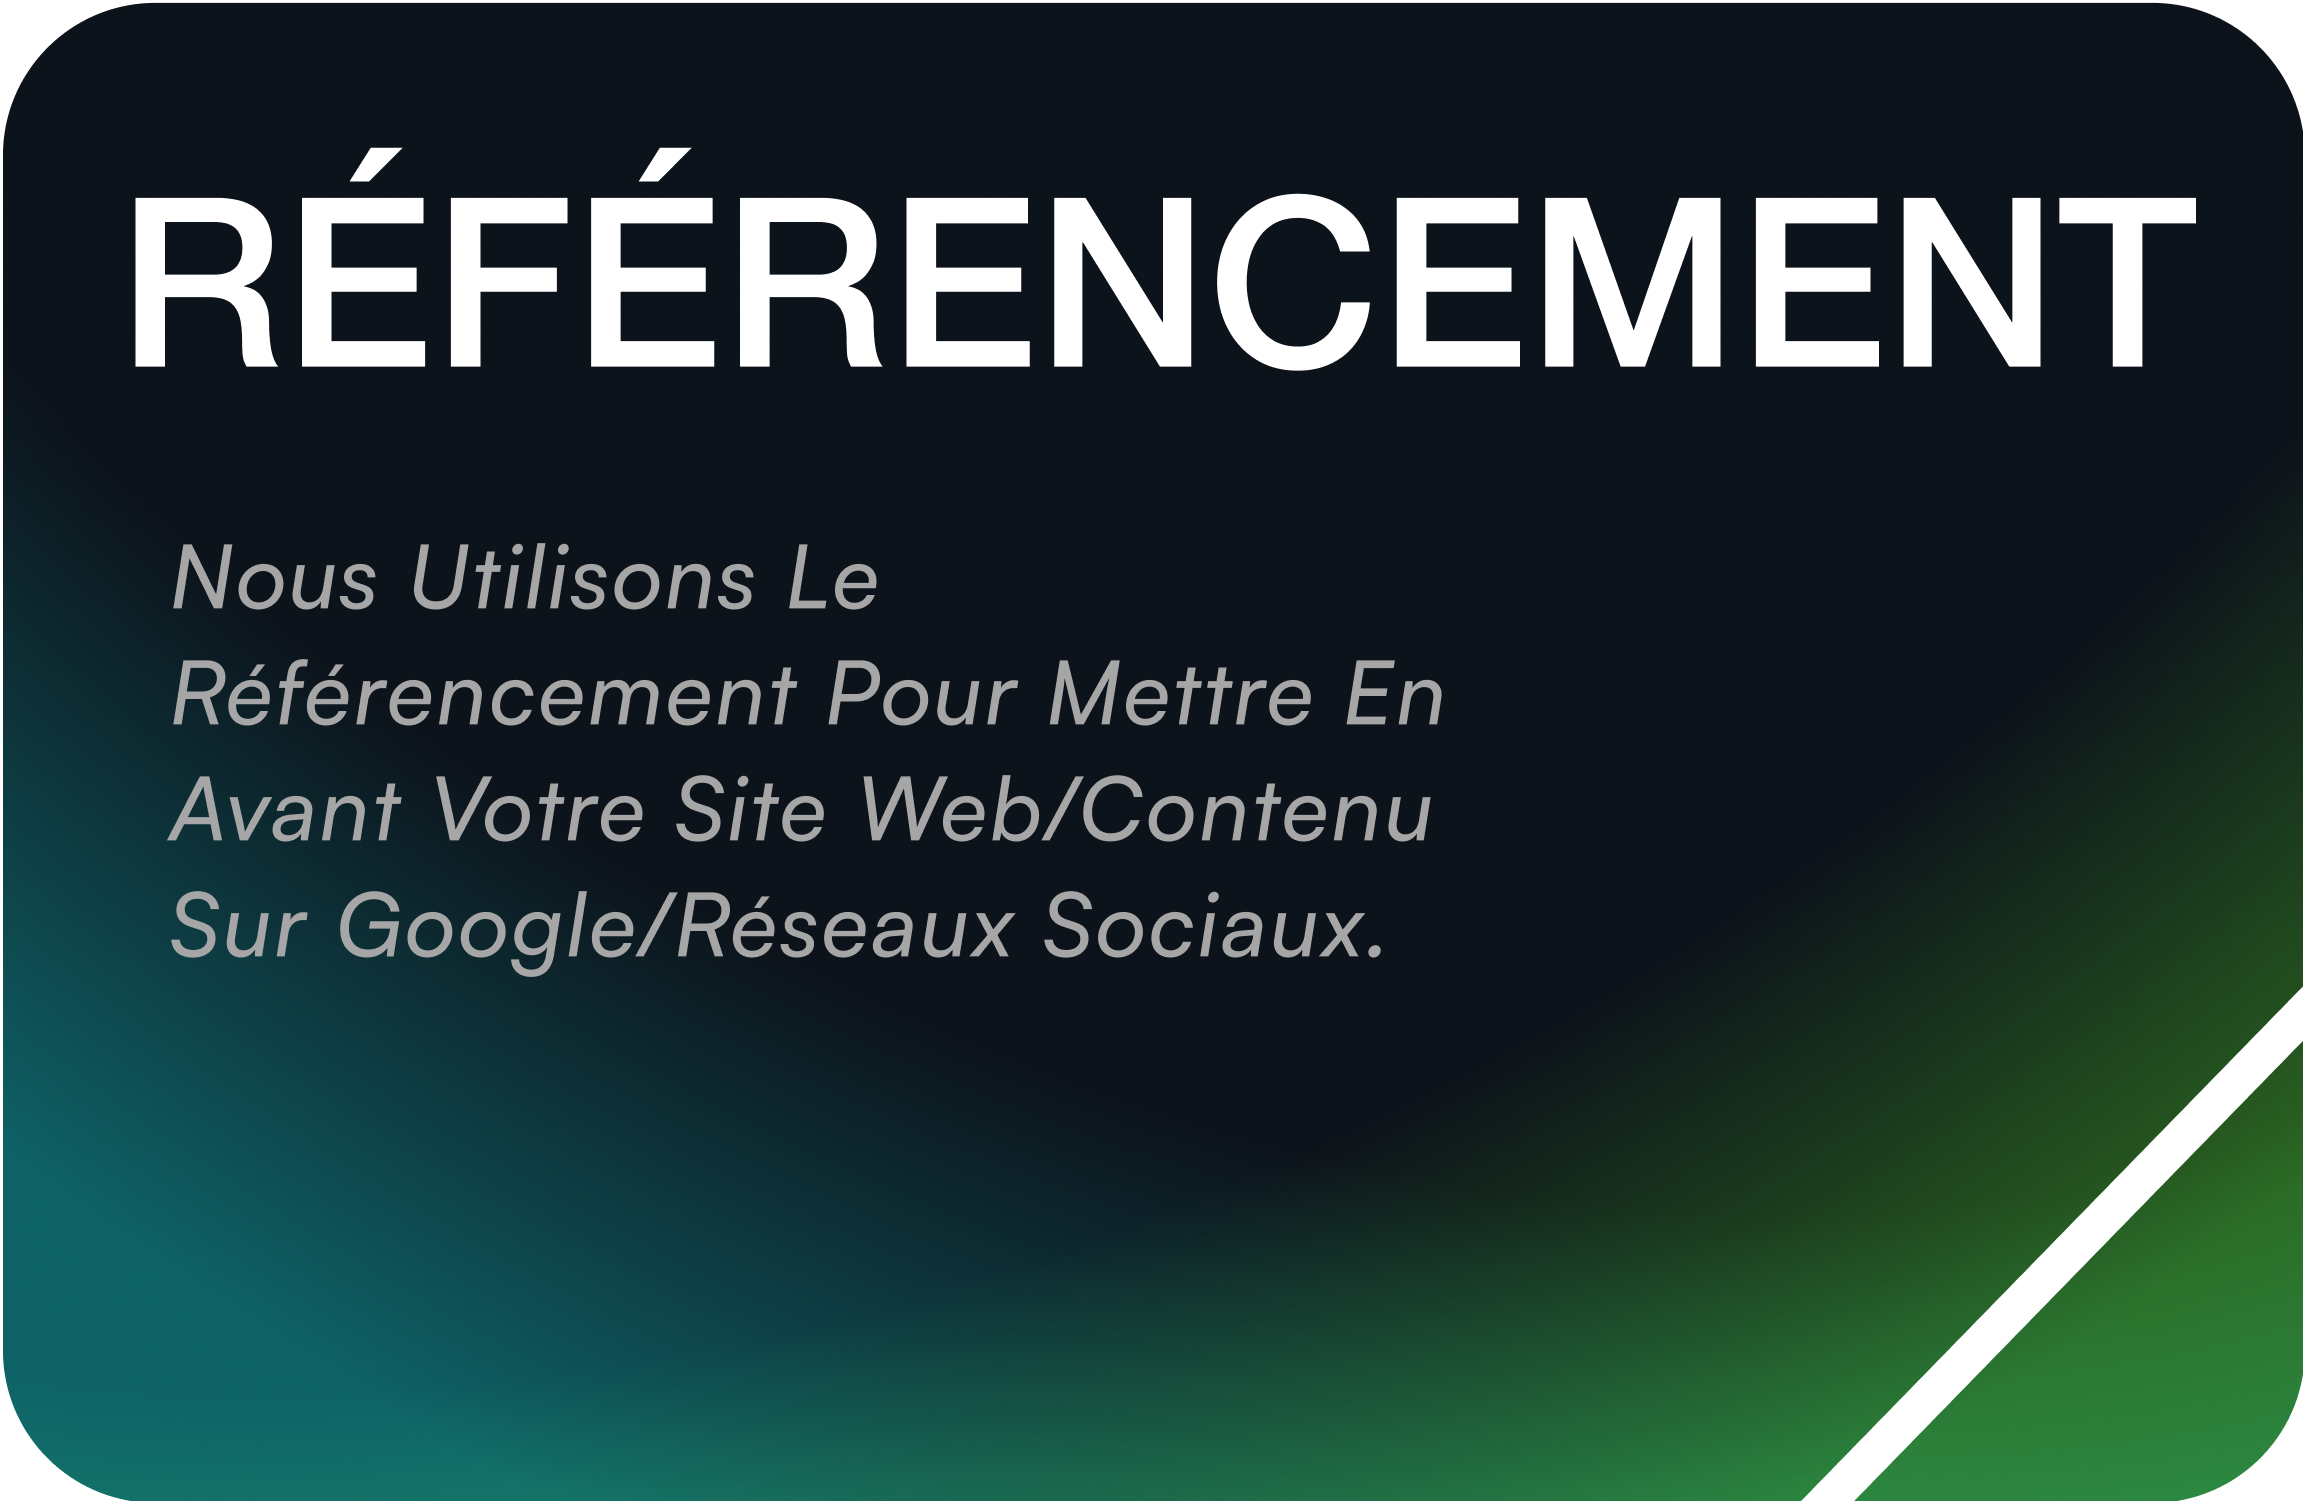 RÉFÉRENCEMENT
Nous Utilisons Le
Référencement Pour Mettre En
Avant Votre Site Web/Contenu
Sur Google/Réseaux Sociaux.